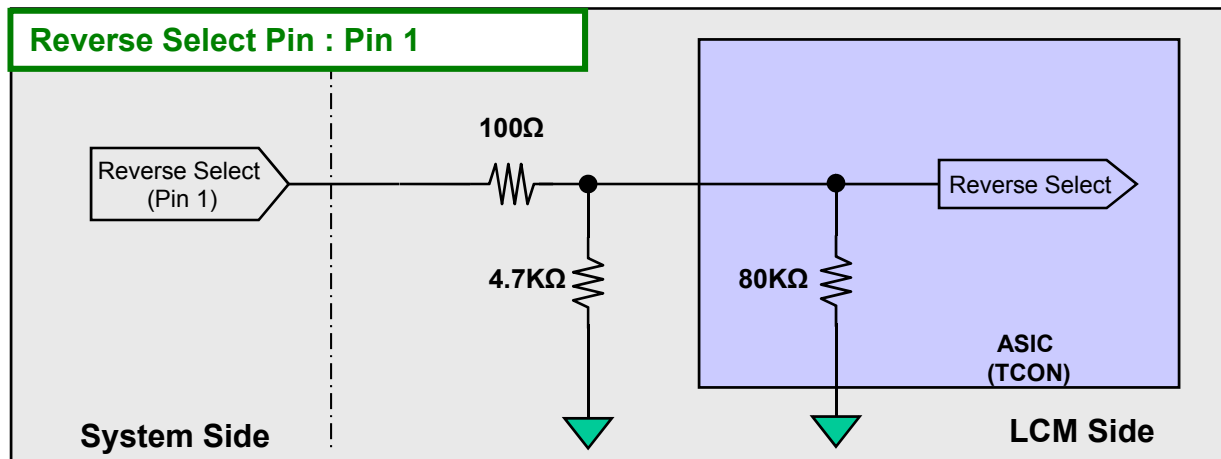 Reverse Select Pin : Pin 1
100Ω
Reverse Select
(Pin 1)
Reverse Select
4.7KΩ
80KΩ
ASIC
(TCON)
System Side
LCM Side